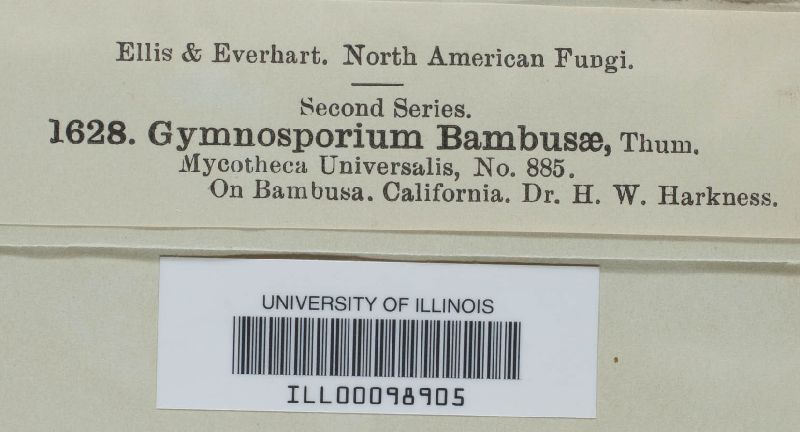 Ellis & Everhart. North American Fungi.
Second Series.
1628. Gymnosporium Bambusæ, Thum.
Mycotheca Universalis, No. 885.
On Bambusa. California. Dr. H. W. Harkness.
UNIVERSITY OF ILLINOIS
ILL00098905